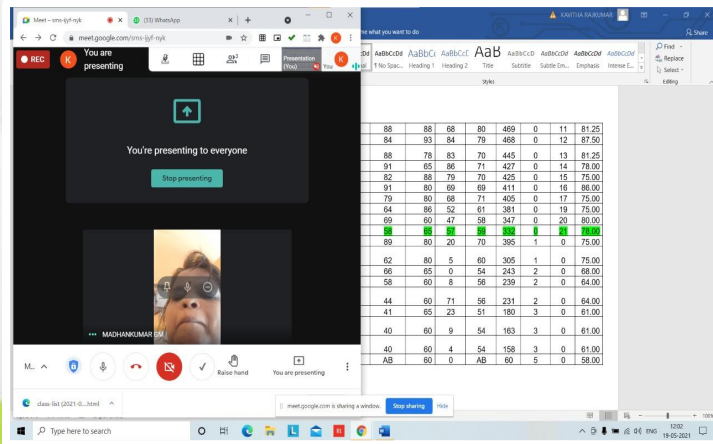 Meet – sms-ijyf-nyk
(13) WhatsApp
meet.google.com/sms-ijyf-nyk
REC
K
You are presenting
Presentation (You)
You
K
You're presenting to everyone
Stop presenting
MADHANKUMAR GM
M...
Raise hand
You are presenting
class-list (2021-0....html
meet.google.com is sharing a window.
Stop sharing
Hide
he what you want to do
KAVITHA RAJKUMAR
Share
AaBbCcDd AaBbCc AaBbCcC AaB AaBbCcD AaBbCcDd AaBbCcDd AaBbCcDd
¶ No Spac... Heading 1 Heading 2 Title Subtitle Subtle Em... Emphasis Intense E...
Styles
Find
Replace
Select
Editing
88 88 68 80 469 0 11 81.25
84 93 84 79 468 0 12 87.50
88 78 83 70 445 0 13 81.25
91 65 86 71 427 0 14 78.00
82 88 79 70 425 0 15 75.00
91 80 69 69 411 0 16 86.00
79 80 68 71 405 0 17 75.00
64 86 52 61 381 0 19 75.00
69 60 47 58 347 0 20 80.00
58 65 57 59 332 0 21 78.00
89 80 20 70 395 1 0 75.00
62 80 5 60 305 1 0 75.00
66 65 0 54 243 2 0 68.00
58 60 8 56 239 2 0 64.00
44 60 71 56 231 2 0 64.00
41 65 23 51 180 3 0 61.00
40 60 9 54 163 3 0 61.00
40 60 4 54 158 3 0 61.00
AB 60 0 AB 60 5 0 58.00
100%
Type here to search
ENG
12:02
19-05-2021